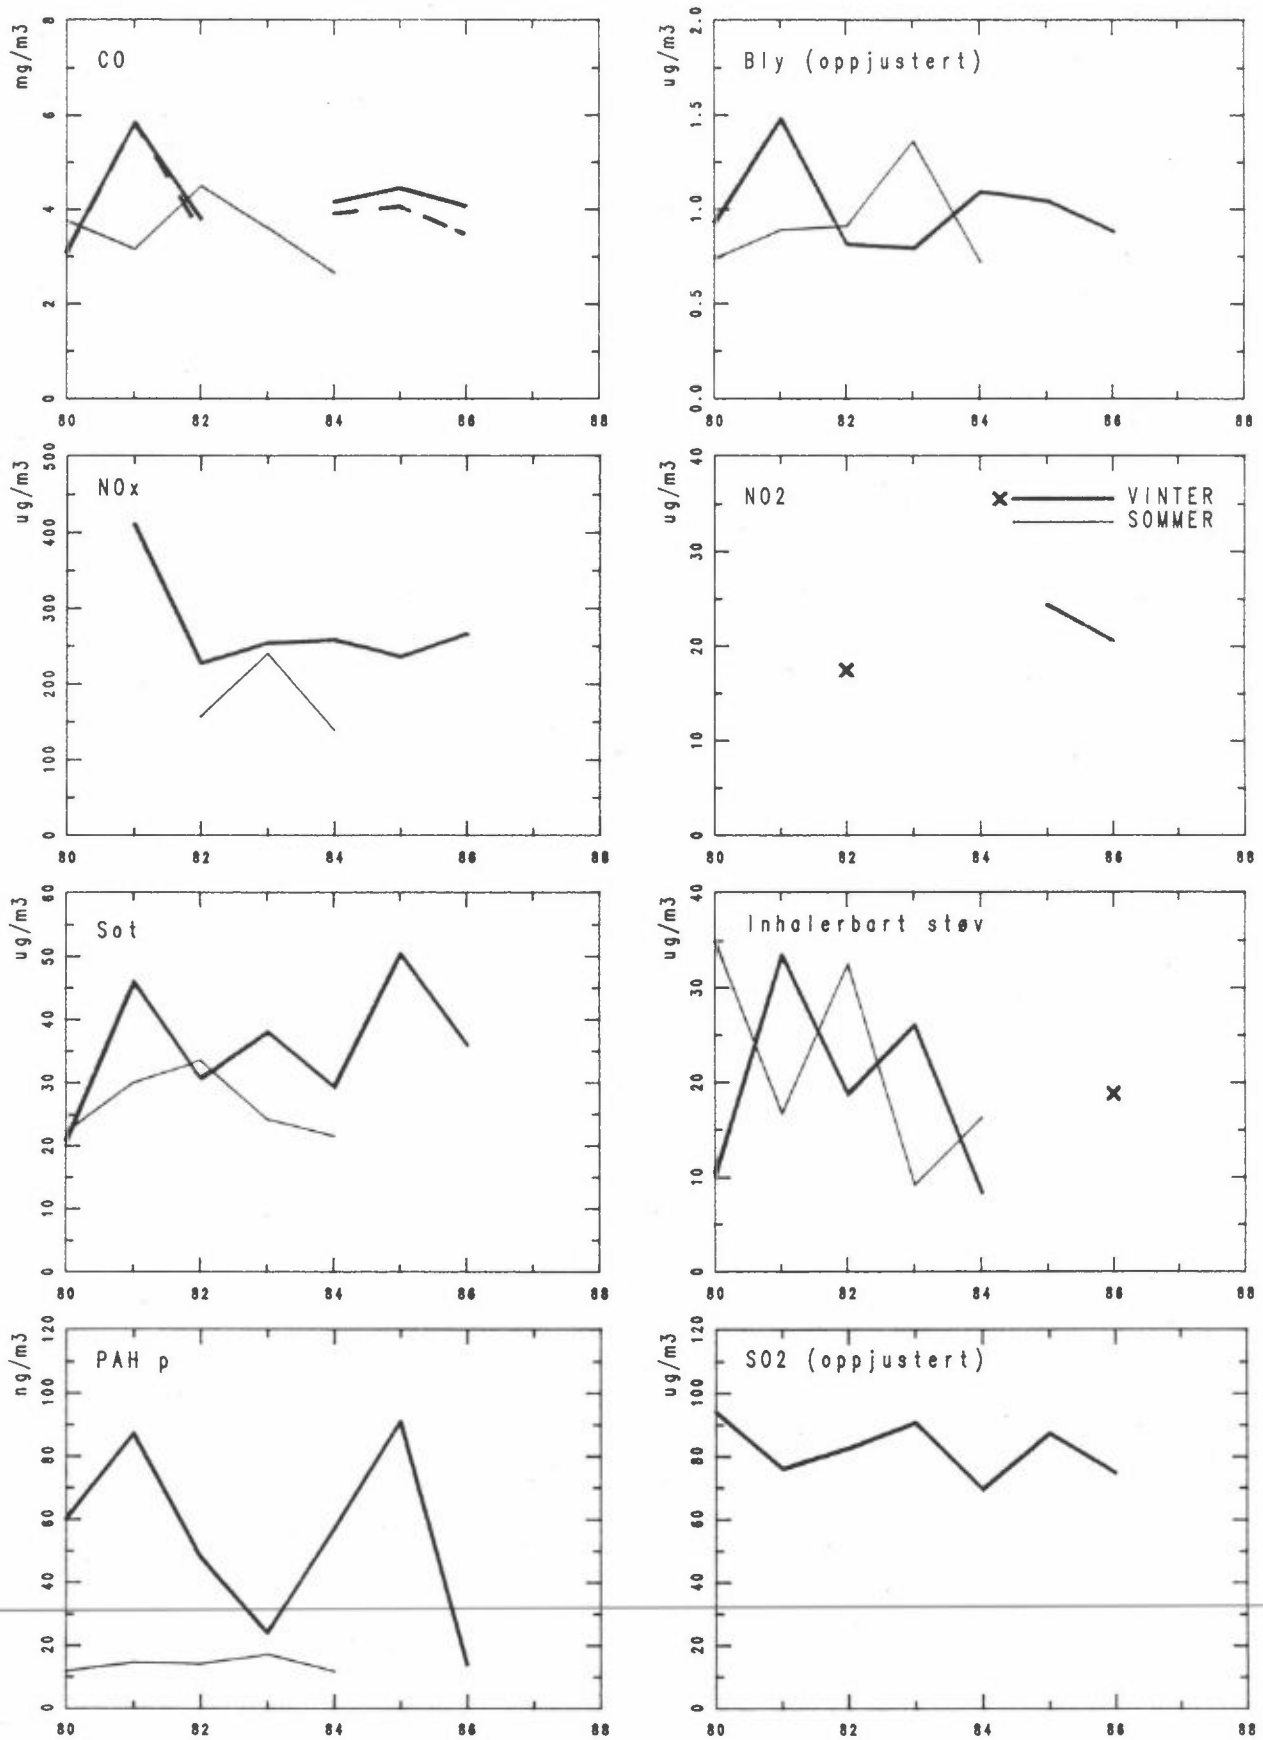 mg/m3
CO
0 2 4 6 8
80 82 84 86 88
ug/m3
Bly (oppjustert)
0.0 0.5 1.0 1.5 2.0
80 82 84 86 88
ug/m3
NOx
0 100 200 300 400 500
80 82 84 86 88
ug/m3
NO2
VINTER
SOMMER
0 10 20 30 40
80 82 84 86 88
ug/m3
Sot
0 10 20 30 40 50 60
80 82 84 86 88
ug/m3
Inhalerbart støv
0 10 20 30 40
80 82 84 86 88
ng/m3
PAH p
0 20 40 60 80 100 120
80 82 84 86 88
ug/m3
SO2 (oppjustert)
0 20 40 60 80 100 120
80 82 84 86 88